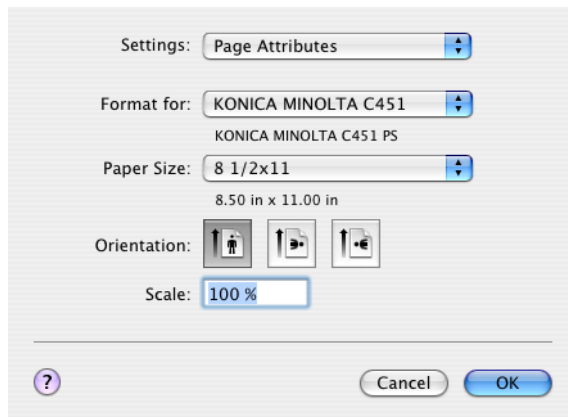 Settings: Page Attributes
Format for: KONICA MINOLTA C451
KONICA MINOLTA C451 PS
Paper Size: 8 1/2x11
8.50 in x 11.00 in
Orientation:
Scale: 100 %
? Cancel OK